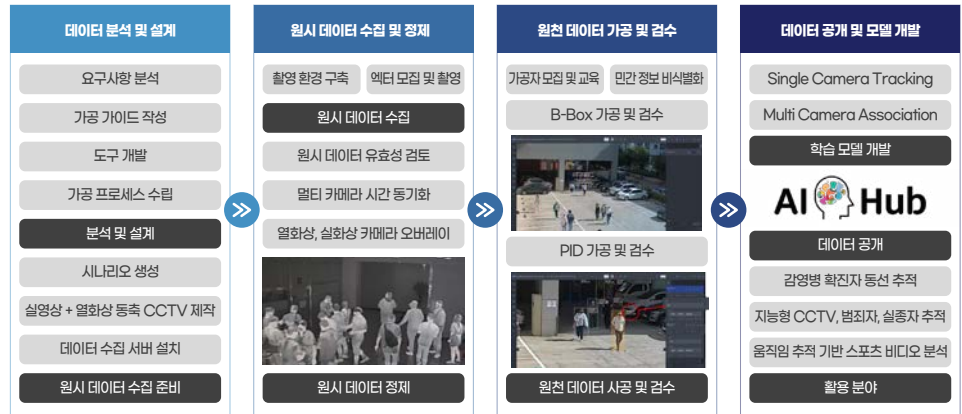 데이터 분석 및 설계
요구사항 분석
가공 가이드 작성
도구 개발
가공 프로세스 수립
분석 및 설계
시나리오 생성
실영상 + 열화상 동축 CCTV 제작
데이터 수집 서버 설치
원시 데이터 수집 준비
원시 데이터 수집 및 정제
촬영 환경 구축
엑터 모집 및 촬영
원시 데이터 수집
원시 데이터 유효성 검토
멀티 카메라 시간 동기화
열화상, 실화상 카메라 오버레이
원시 데이터 정제
원천 데이터 가공 및 검수
가공자 모집 및 교육
민간 정보 비식별화
B-Box 가공 및 검수
PID 가공 및 검수
원천 데이터 사공 및 검수
데이터 공개 및 모델 개발
Single Camera Tracking
Multi Camera Association
학습 모델 개발
AI Hub
데이터 공개
감영병 확진자 동선 추적
지능형 CCTV, 범죄자, 실종자 추적
움직임 추적 기반 스포츠 비디오 분석
활용 분야